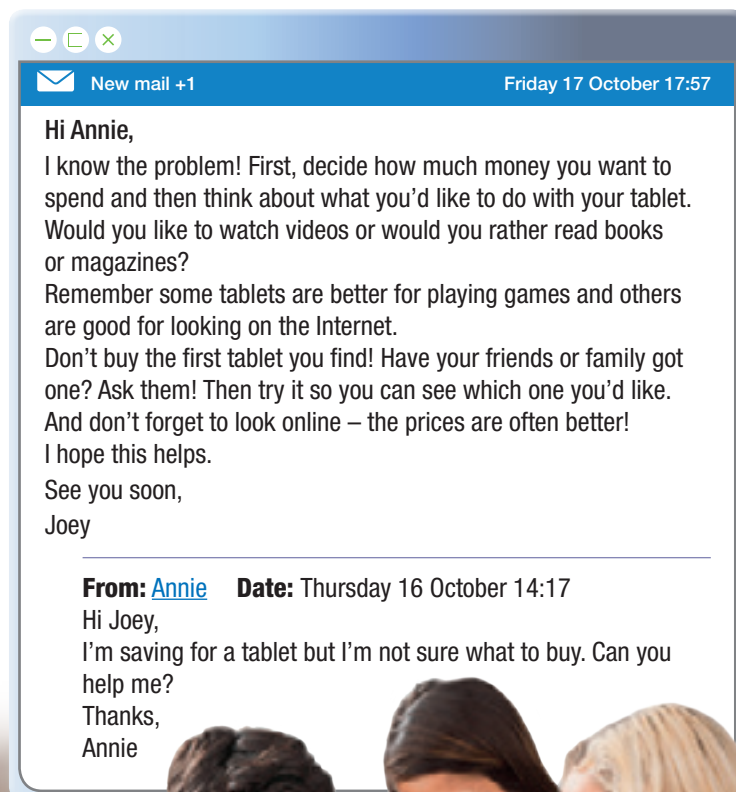 New mail +1 Friday 17 October 17:57
Hi Annie,
I know the problem! First, decide how much money you want to
spend and then think about what you’d like to do with your tablet.
Would you like to watch videos or would you rather read books
or magazines?
Remember some tablets are better for playing games and others
are good for looking on the Internet.
Don’t buy the first tablet you find! Have your friends or family got
one? Ask them! Then try it so you can see which one you’d like.
And don’t forget to look online – the prices are often better!
I hope this helps.
See you soon,
Joey
From: Annie Date: Thursday 16 October 14:17
Hi Joey,
I’m saving for a tablet but I’m not sure what to buy. Can you
help me?
Thanks,
Annie